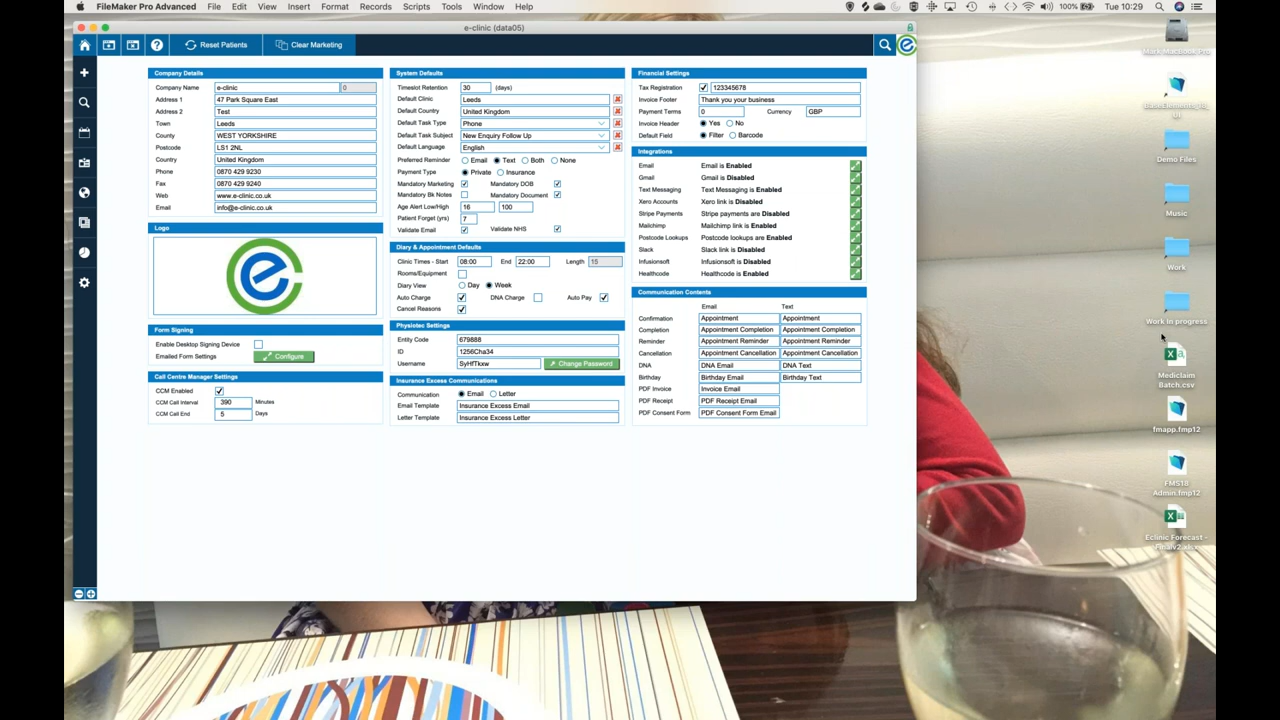 FileMaker Pro Advanced File Edit View Insert Format Records Scripts Tools Window Help 100% Tue 10:29
e-clinic (data05)
Reset Patients Clear Marketing
Company Details
Company Name e-clinic 0
Address 1 47 Park Square East
Address 2 Test
Town Leeds
County WEST YORKSHIRE
Postcode LS1 2NL
Country United Kingdom
Phone 0870 429 9230
Fax 0870 429 9240
Web www.e-clinic.co.uk
Email info@e-clinic.co.uk
Logo
Form Signing
Enable Desktop Signing Device
Emailed Form Settings Configure
Call Centre Manager Settings
CCM Enabled
CCM Call Interval 390 Minutes
CCM Call End 5 Days
System Defaults
Timeslot Retention 30 (days)
Default Clinic Leeds
Default Country United Kingdom
Default Task Type Phone
Default Task Subject New Enquiry Follow Up
Default Language English
Preferred Reminder Email Text Both None
Payment Type Private Insurance
Mandatory Marketing Mandatory DOB
Mandatory Bk Notes Mandatory Document
Age Alert Low/High 16 100
Patient Forget (yrs) 7
Validate Email Validate NHS
Diary & Appointment Defaults
Clinic Times - Start 08:00 End 22:00 Length 15
Rooms/Equipment
Diary View Day Week
Auto Charge DNA Charge Auto Pay
Cancel Reasons
Physiotec Settings
Entity Code 679888
ID 1256Cha34
Username SyHfTkxw Change Password
Insurance Excess Communications
Communication Email Letter
Email Template Insurance Excess Email
Letter Template Insurance Excess Letter
Financial Settings
Tax Registration 123345678
Invoice Footer Thank you your business
Payment Terms 0 Currency GBP
Invoice Header Yes No
Default Field Filter Barcode
Integrations
Email Email is Enabled
Gmail Gmail is Disabled
Text Messaging Text Messaging is Enabled
Xero Accounts Xero link is Disabled
Stripe Payments Stripe payments are Disabled
Mailchimp Mailchimp link is Enabled
Postcode Lookups Postcode lookups are Enabled
Slack Slack link is Disabled
Infusionsoft Infusionsoft is Disabled
Healthcode Healthcode is Enabled
Communication Contents
Email Text
Confirmation Appointment Appointment
Completion Appointment Completion Appointment Completion
Reminder Appointment Reminder Appointment Reminder
Cancellation Appointment Cancellation Appointment Cancellation
DNA DNA Email DNA Text
Birthday Birthday Email Birthday Text
PDF Invoice Invoice Email
PDF Receipt PDF Receipt Email
PDF Consent Form PDF Consent Form Email
Demo Files
Music
Work
Work In progress
Mediclaim
Batch.csv
fmapp.fmp12
FMS18
Admin.fmp12
Eclinic Forecast -